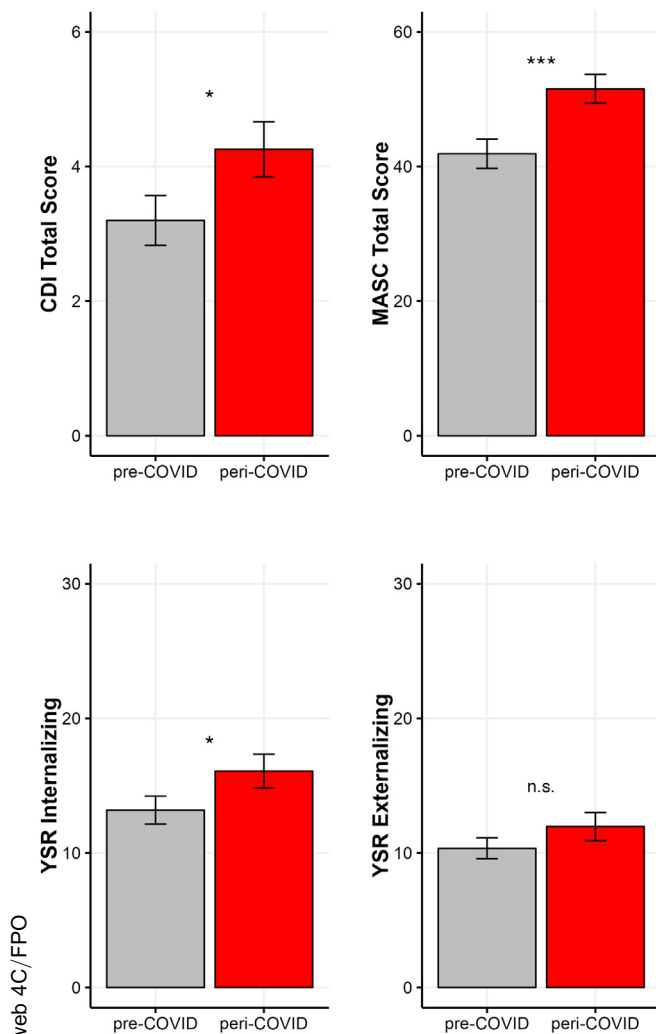 6
4
2
0
CDI Total Score
*
pre-COVID peri-COVID
60
40
20
0
MASC Total Score
***
pre-COVID peri-COVID
30
20
10
0
YSR Internalizing
*
pre-COVID peri-COVID
30
20
10
0
YSR Externalizing
n.s.
pre-COVID peri-COVID
web 4C/FPO